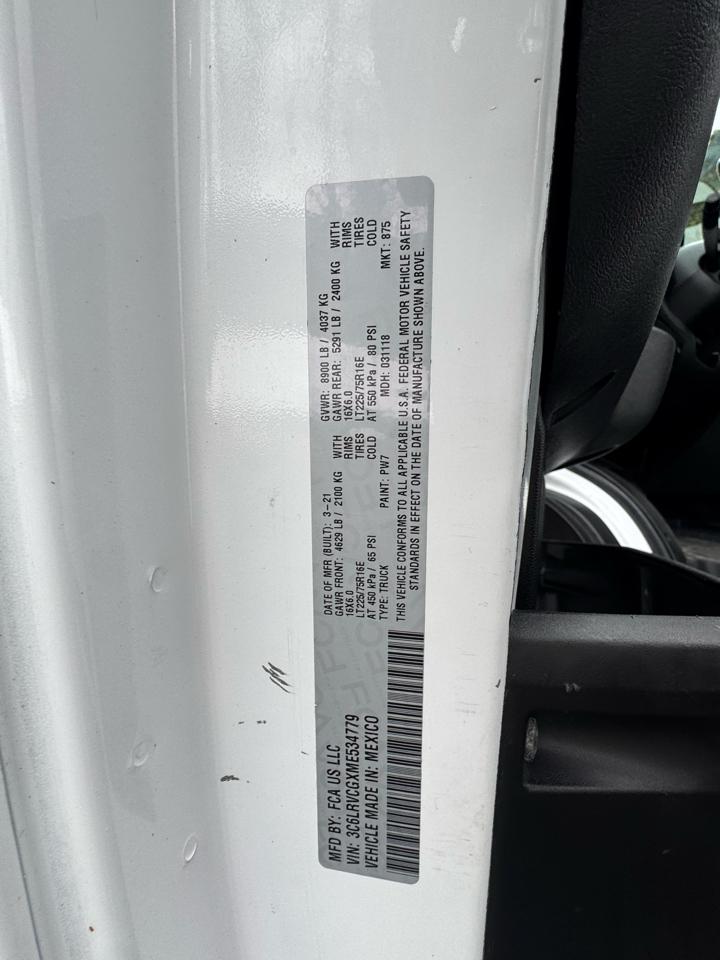 MFD BY: FCA US LLC
VIN: 3C6LRVCGXME534779
VEHICLE MADE IN: MEXICO
DATE OF MFR (BUILT): 3-21
GAWR FRONT: 4629 LB / 2100 KG WITH
16X6.0 RIMS
LT225/75R16E TIRES
AT 450 kPa / 65 PSI COLD
TYPE: TRUCK PAINT: PW7
GVWR: 8900 LB / 4037 KG
GAWR REAR: 5291 LB / 2400 KG WITH
16X6.0 RIMS
LT225/75R16E TIRES
AT 550 kPa / 80 PSI COLD
MDH: 031118 MKT: 875
THIS VEHICLE CONFORMS TO ALL APPLICABLE U.S.A. FEDERAL MOTOR VEHICLE SAFETY
STANDARDS IN EFFECT ON THE DATE OF MANUFACTURE SHOWN ABOVE.